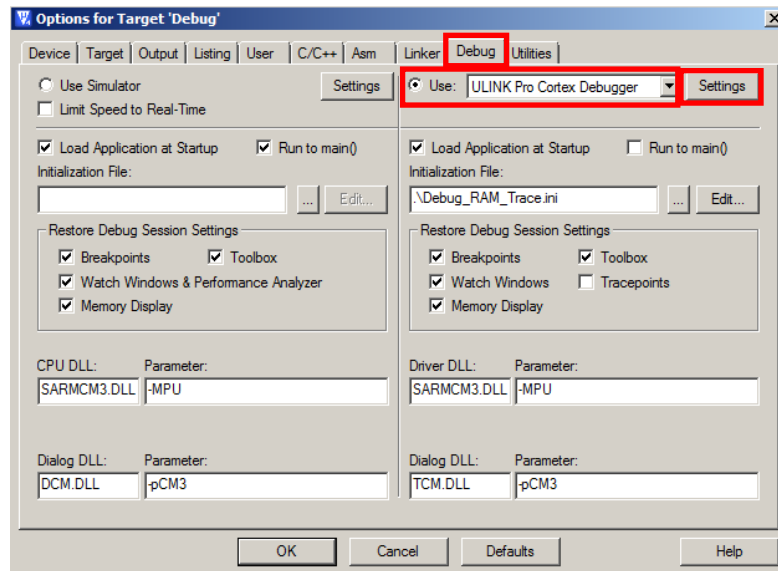 Options for Target 'Debug'
Device Target Output Listing User C/C++ Asm Linker Debug Utilities
Use Simulator Settings
Limit Speed to Real-Time
Use: ULINK Pro Cortex Debugger Settings
Load Application at Startup Run to main()
Initialization File:
... Edit...
Restore Debug Session Settings
Breakpoints Toolbox
Watch Windows & Performance Analyzer
Memory Display
Load Application at Startup Run to main()
Initialization File:
.\Debug_RAM_Trace.ini ... Edit...
Restore Debug Session Settings
Breakpoints Toolbox
Watch Windows Tracepoints
Memory Display
CPU DLL: Parameter:
SARMCM3.DLL -MPU
Driver DLL: Parameter:
SARMCM3.DLL -MPU
Dialog DLL: Parameter:
DCM.DLL -pCM3
Dialog DLL: Parameter:
TCM.DLL -pCM3
OK Cancel Defaults Help